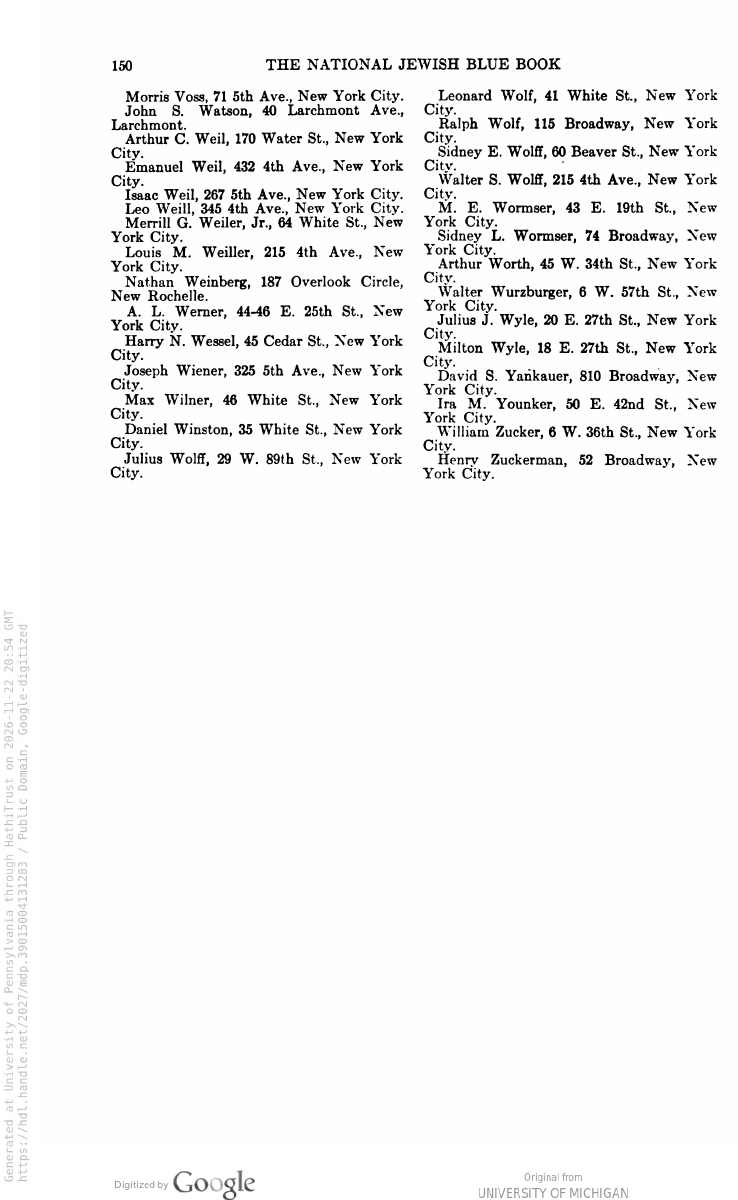 150
THE NATIONAL JEWISH BLUE BOOK
Morris Voss, 71 5th Ave., New York City.
John S. Watson, 40 Larchmont Ave.,
Larchmont.
Arthur C. Weil, 170 Water St., New York
City.
Emanuel Weil, 432 4th Ave., New York
City.
Isaac Weil, 267 5th Ave., New York City.
Leo Weill, 345 4th Ave., New York City.
Merrill G. Weiler, Jr., 64 White St., New
York City.
Louis M. Weiller, 215 4th Ave., New
York City.
Nathan Weinberg, 187 Overlook Circle,
New Rochelle.
A. L. Werner, 44-46 E. 25th St., New
York City.
Harry N. Wessel, 45 Cedar St., New York
City.
Joseph Wiener, 325 5th Ave., New York
City.
Max Wilner, 46 White St., New York
City.
Daniel Winston, 35 White St., New York
City.
Julius Wolff, 29 W. 89th St., New York
City.
Leonard Wolf, 41 White St., New York
City.
Ralph Wolf, 115 Broadway, New York
City.
Sidney E. Wolff, 60 Beaver St., New York
City.
Walter S. Wolff, 215 4th Ave., New York
City.
M. E. Wormser, 43 E. 19th St., New
York City.
Sidney L. Wormser, 74 Broadway, New
York City.
Arthur Worth, 45 W. 34th St., New York
City.
Walter Wurzburger, 6 W. 57th St., New
York City.
Julius J. Wyle, 20 E. 27th St., New York
City.
Milton Wyle, 18 E. 27th St., New York
City.
David S. Yankauer, 810 Broadway, New
York City.
Ira M. Younker, 50 E. 42nd St., New
York City.
William Zucker, 6 W. 36th St., New York
City.
Henry Zuckerman, 52 Broadway, New
York City.
Generated at University of Pennsylvania through HathiTrust on 2026-11-22 20:54 GMT
https://hdl.handle.net/2027/mdp.39015004131283 / Public Domain, Google-digitized
Digitized by Google
Original from
UNIVERSITY OF MICHIGAN